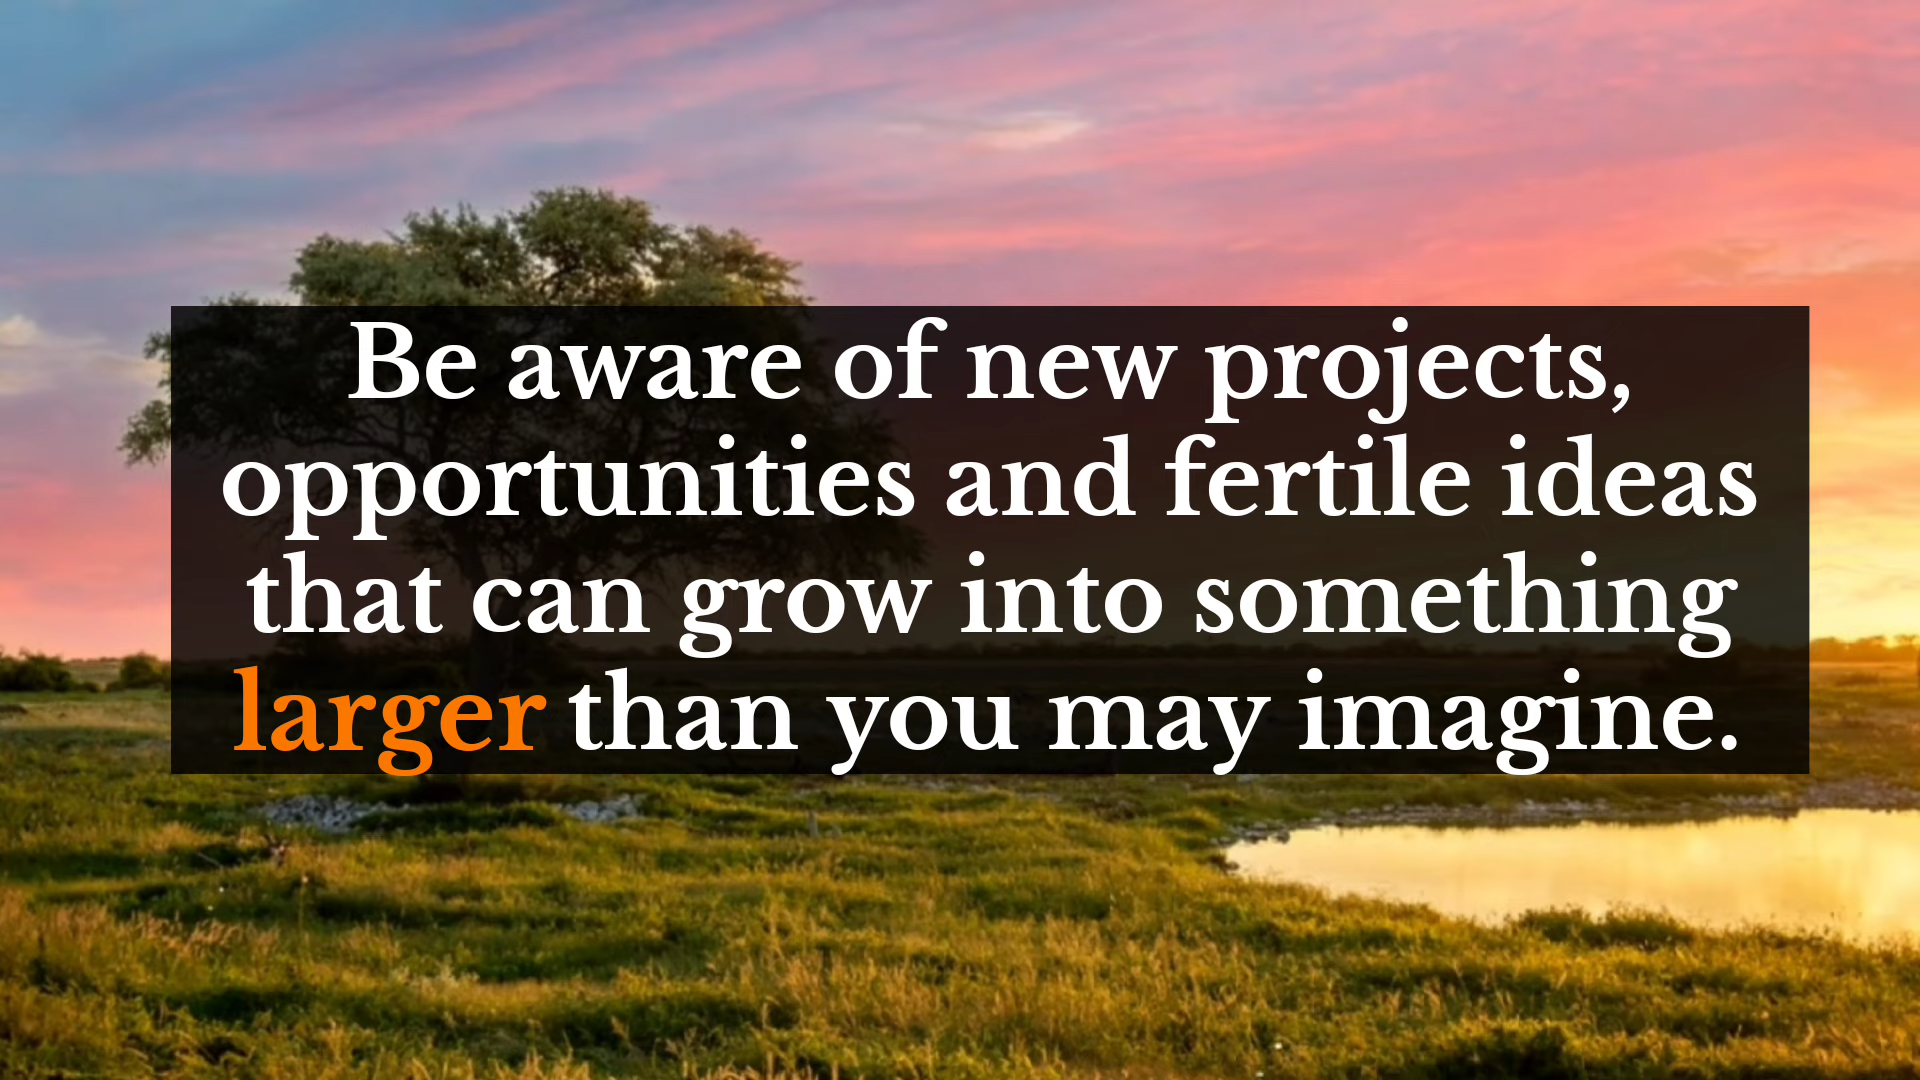 Be aware of new projects,
opportunities and fertile ideas
that can grow into something
larger than you may imagine.